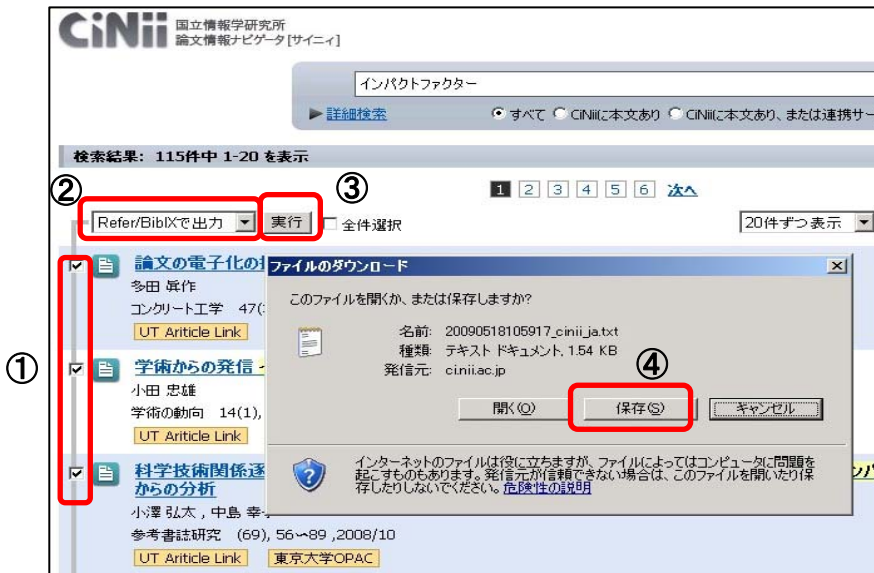 CiNii 国立情報学研究所
論文情報ナビゲータ[サイニィ]
インパクトファクター
▶詳細検索 すべて CiNiiに本文あり CiNiiに本文あり、または連携サー
検索結果: 115件中 1-20 を表示
② ③ 1 2 3 4 5 6 次へ
Refer/BibIXで出力 実行 全件選択 20件ずつ表示
論文の電子化の
多田 眞作
コンクリート工学 47(
UT Ariticle Link
①
学術からの発信
小田 忠雄
学術の動向 14(1),
UT Ariticle Link
科学技術関係逐
からの分析
小澤 弘太 , 中島 幸
参考書誌研究 (69), 56-89 ,2008/10
UT Ariticle Link 東京大学OPAC
ファイルのダウンロード
このファイルを開くか、または保存しますか?
名前: 20090518105917_cinii_ja.txt
種類: テキスト ドキュメント, 1.54 KB
発信元: cinii.ac.jp
④
開く(O) 保存(S) キャンセル
インターネットのファイルは役に立ちますが、ファイルによってはコンピュータに問題を
起こすものもあります。発信元が信頼できない場合は、このファイルを開いたり保
存したりしないでください。危険性の説明